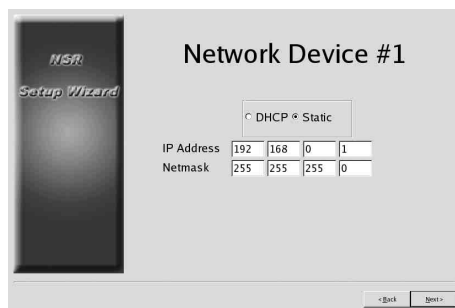 NSR
Setup Wizard
Network Device #1
DHCP Static
IP Address 192 168 0 1
Netmask 255 255 255 0
< Back Next >